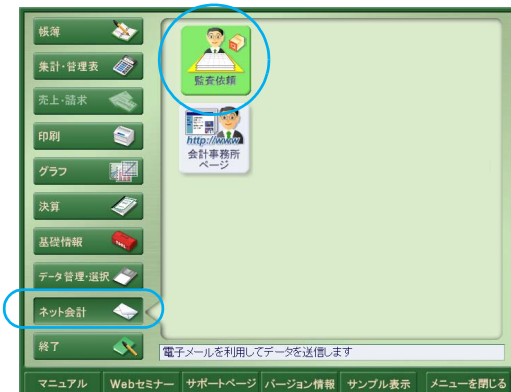 帳簿
集計・管理表
売上・請求
印刷
グラフ
決算
基礎情報
データ管理・選択
ネット会計
終了
監査依頼
http://www
会計事務所
ページ
電子メールを利用してデータを送信します
マニュアル Webセミナー サポートページ バージョン情報 サンプル表示 メニューを閉じる